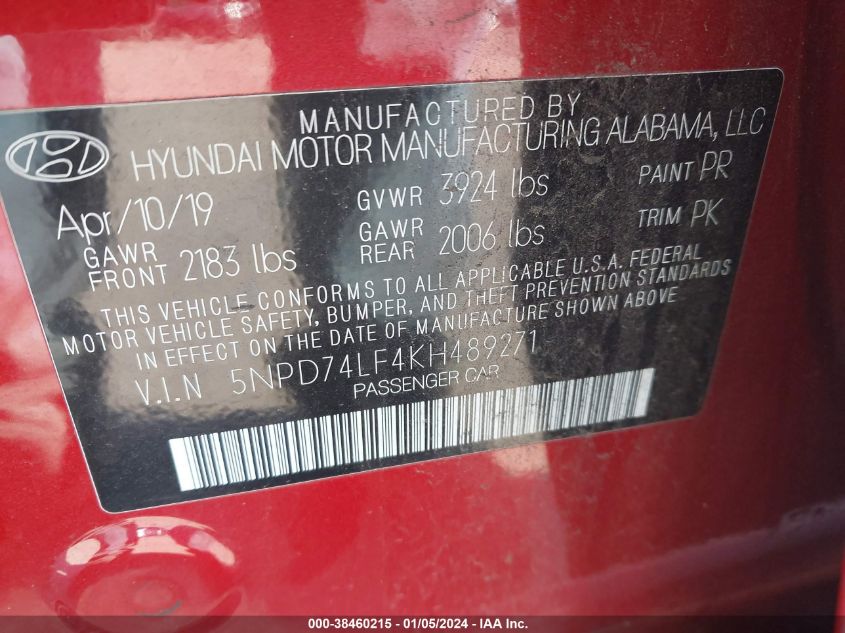 MANUFACTURED BY
HYUNDAI MOTOR MANUFACTURING ALABAMA, LLC
Apr/10/19 GVWR 3924 lbs PAINT PR
GAWR FRONT 2183 lbs GAWR REAR 2006 lbs TRIM PK
THIS VEHICLE CONFORMS TO ALL APPLICABLE U.S.A. FEDERAL
MOTOR VEHICLE SAFETY, BUMPER, AND THEFT PREVENTION STANDARDS
IN EFFECT ON THE DATE OF MANUFACTURE SHOWN ABOVE
V.I.N 5NPD74LF4KH489271
PASSENGER CAR
000-38460215 - 01/05/2024 - IAA Inc.